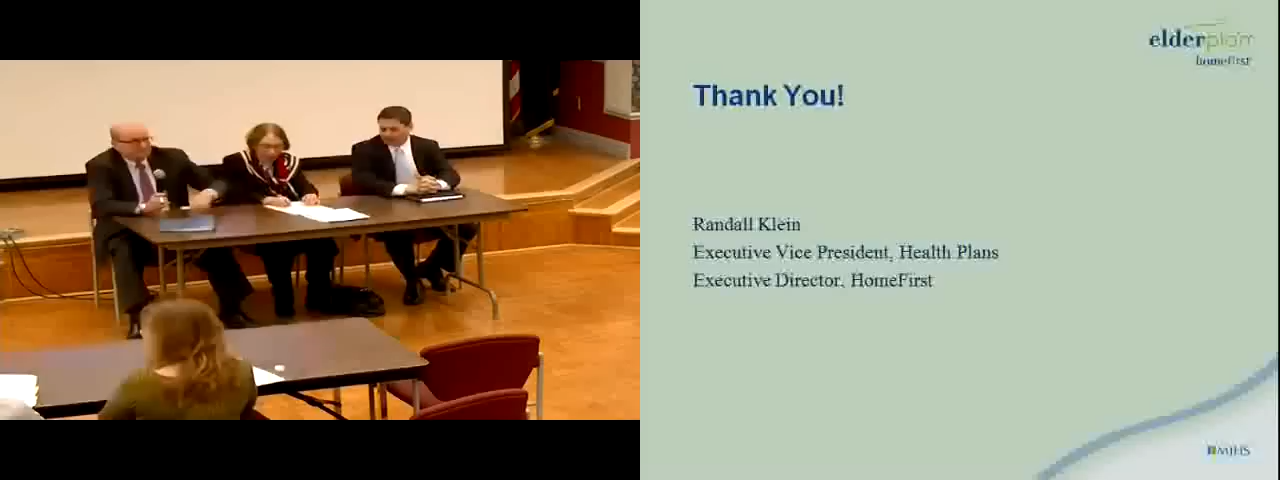 elderplan
homefirst
Thank You!
Randall Klein
Executive Vice President, Health Plans
Executive Director, HomeFirst
MJHS